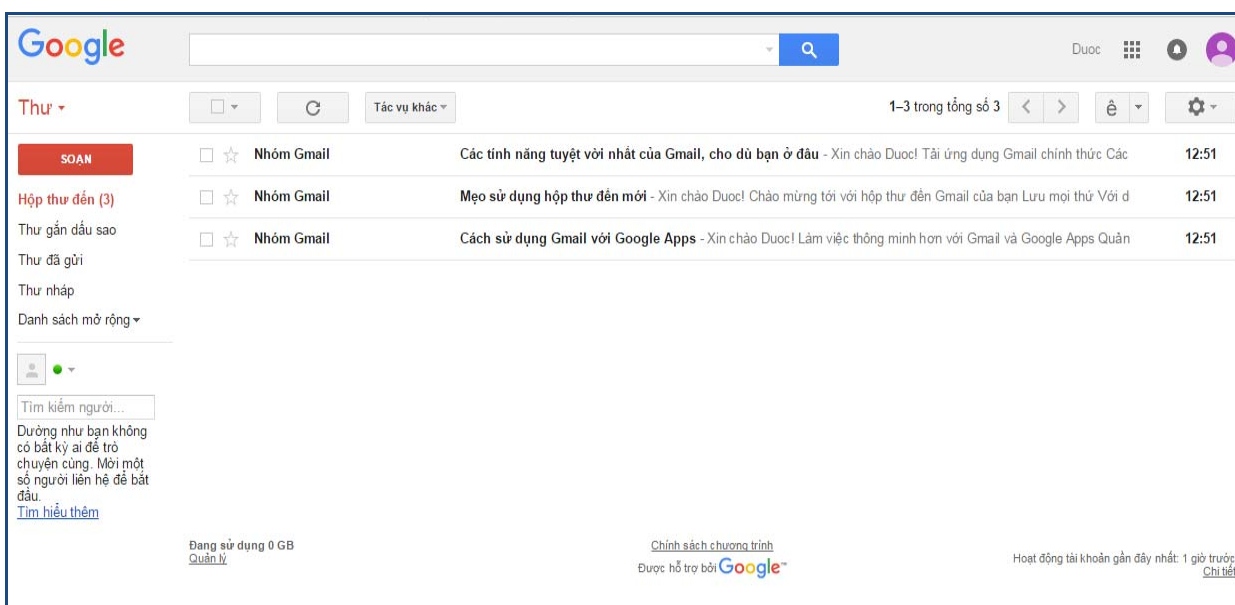 Google
Duoc
Thư
Tác vụ khác
1–3 trong tổng số 3
ê
SOẠN
Nhóm Gmail Các tính năng tuyệt vời nhất của Gmail, cho dù bạn ở đâu - Xin chào Duoc! Tải ứng dụng Gmail chính thức Các 12:51
Hộp thư đến (3)
Nhóm Gmail Mẹo sử dụng hộp thư đến mới - Xin chào Duoc! Chào mừng tới với hộp thư đến Gmail của bạn Lưu mọi thứ Với d 12:51
Thư gắn dấu sao
Nhóm Gmail Cách sử dụng Gmail với Google Apps - Xin chào Duoc! Làm việc thông minh hơn với Gmail và Google Apps Quản 12:51
Thư đã gửi
Thư nháp
Danh sách mở rộng
Tìm kiếm người...
Dường như bạn không
có bất kỳ ai để trò
chuyện cùng. Mời một
số người liên hệ để bắt
đầu.
Tìm hiểu thêm
Đang sử dụng 0 GB
Quản lý
Chính sách chương trình
Được hỗ trợ bởi Google™
Hoạt động tài khoản gần đây nhất: 1 giờ trước
Chi tiết